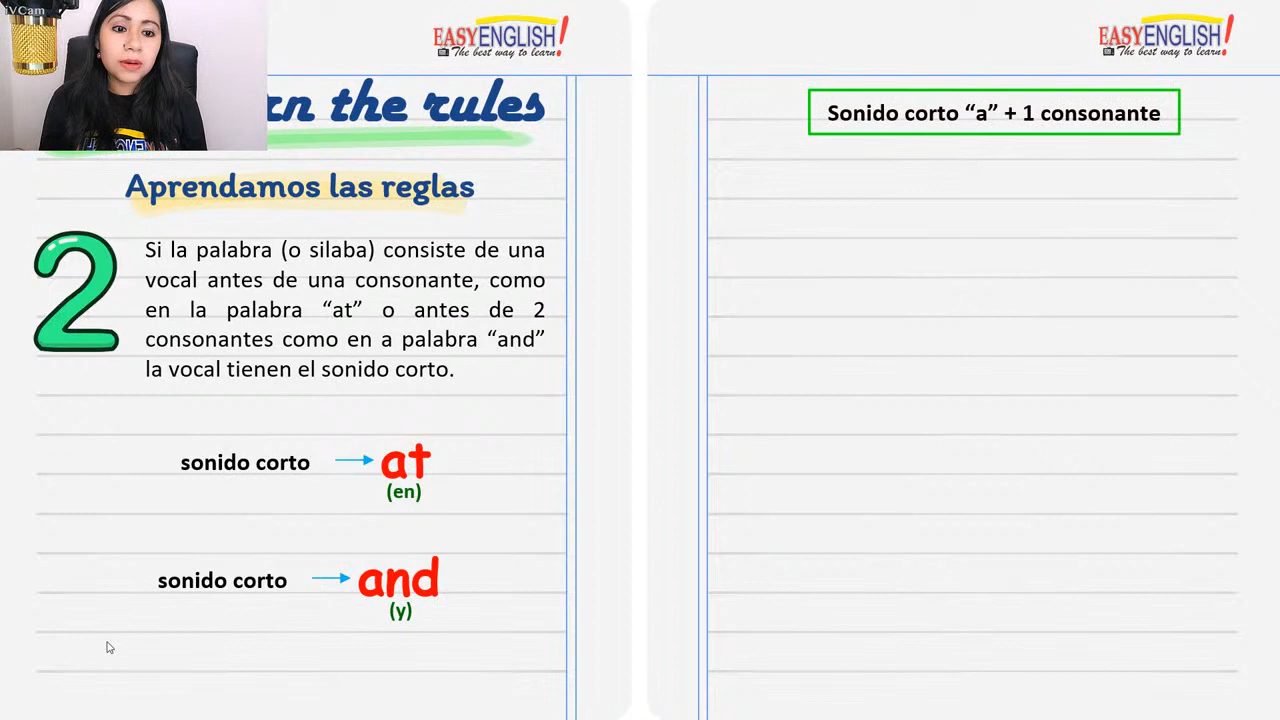 iVCam
EASYENGLISH!
The best way to learn!
EASYENGLISH!
The best way to learn!
rn the rules
Aprendamos las reglas
2
Si la palabra (o silaba) consiste de una
vocal antes de una consonante, como
en la palabra “at” o antes de 2
consonantes como en a palabra “and”
la vocal tienen el sonido corto.
sonido corto
at
(en)
sonido corto
and
(y)
Sonido corto “a” + 1 consonante